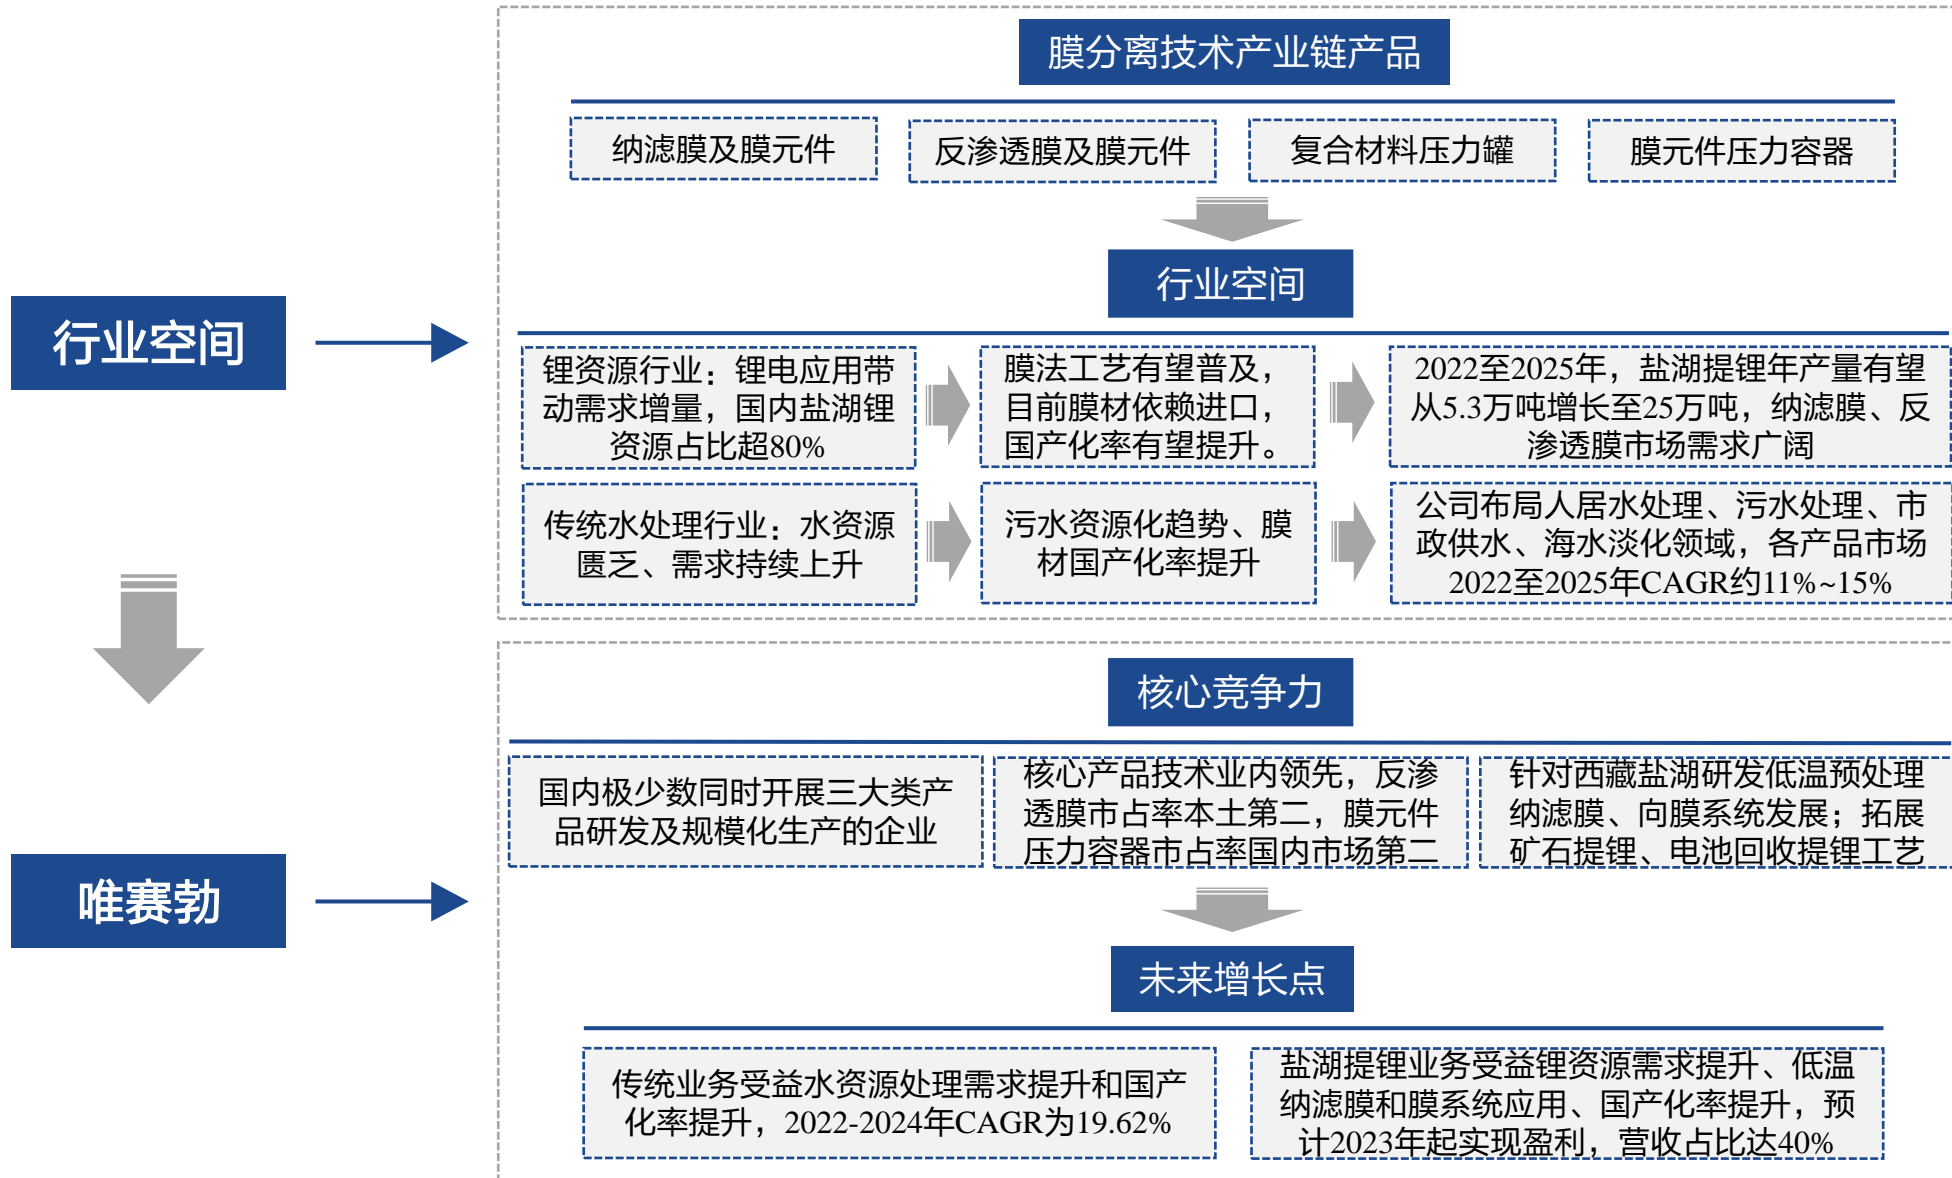 膜分离技术产业链产品
纳滤膜及膜元件
反渗透膜及膜元件
复合材料压力罐
膜元件压力容器
行业空间
行业空间
锂资源行业：锂电应用带
动需求增量，国内盐湖锂
资源占比超80%
膜法工艺有望普及，
目前膜材依赖进口，
国产化率有望提升。
2022至2025年，盐湖提锂年产量有望
从5.3万吨增长至25万吨，纳滤膜、反
渗透膜市场需求广阔
传统水处理行业：水资源
匮乏、需求持续上升
污水资源化趋势、膜
材国产化率提升
公司布局人居水处理、污水处理、市
政供水、海水淡化领域，各产品市场
2022至2025年CAGR约11%~15%
唯赛勃
核心竞争力
国内极少数同时开展三大类产
品研发及规模化生产的企业
核心产品技术业内领先，反渗
透膜市占率本土第二，膜元件
压力容器市占率国内市场第二
针对西藏盐湖研发低温预处理
纳滤膜、向膜系统发展；拓展
矿石提锂、电池回收提锂工艺
未来增长点
传统业务受益水资源处理需求提升和国产
化率提升，2022-2024年CAGR为19.62%
盐湖提锂业务受益锂资源需求提升、低温
纳滤膜和膜系统应用、国产化率提升，预
计2023年起实现盈利，营收占比达40%